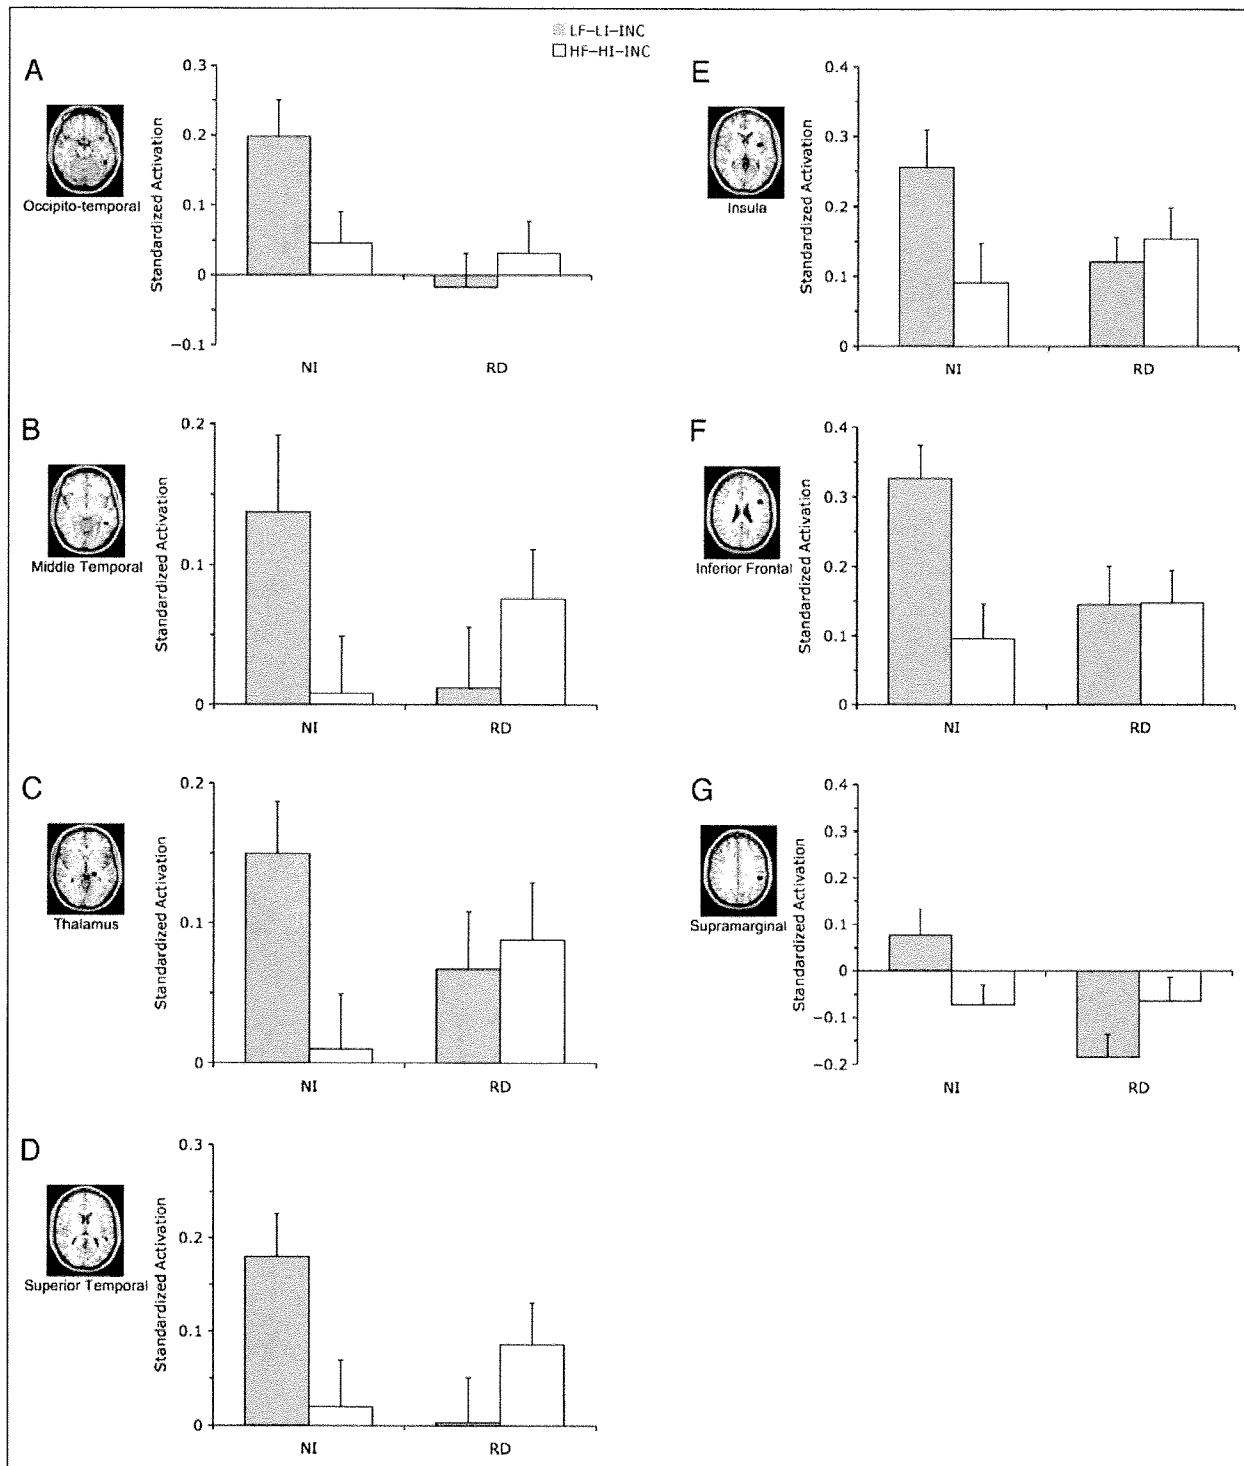 LF-LI-INC
HF-HI-INC
A
Occipito-temporal
Standardized Activation
0.3
0.2
0.1
0
−0.1
NI
RD
B
Middle Temporal
Standardized Activation
0.2
0.1
0
NI
RD
C
Thalamus
Standardized Activation
0.2
0.1
0
NI
RD
D
Superior Temporal
Standardized Activation
0.3
0.2
0.1
0
NI
RD
E
Insula
Standardized Activation
0.4
0.3
0.2
0.1
0
NI
RD
F
Inferior Frontal
Standardized Activation
0.4
0.3
0.2
0.1
0
NI
RD
G
Supramarginal
Standardized Activation
0.4
0.3
0.2
0.1
0
−0.1
−0.2
NI
RD